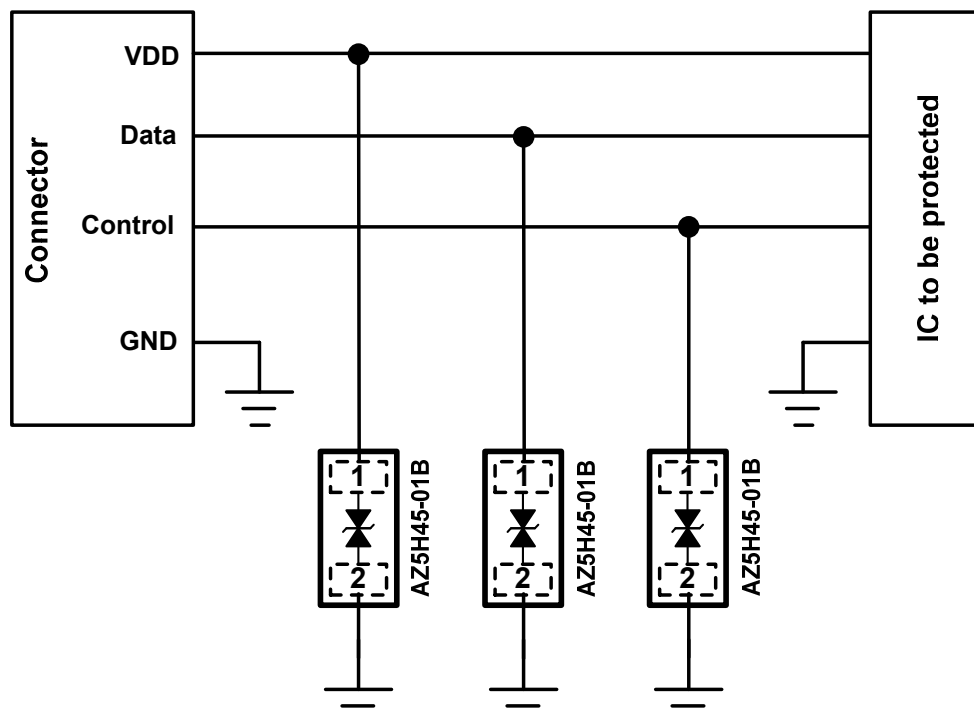 Connector
VDD
Data
Control
GND
IC to be protected
1
2
AZ5H45-01B
1
2
AZ5H45-01B
1
2
AZ5H45-01B